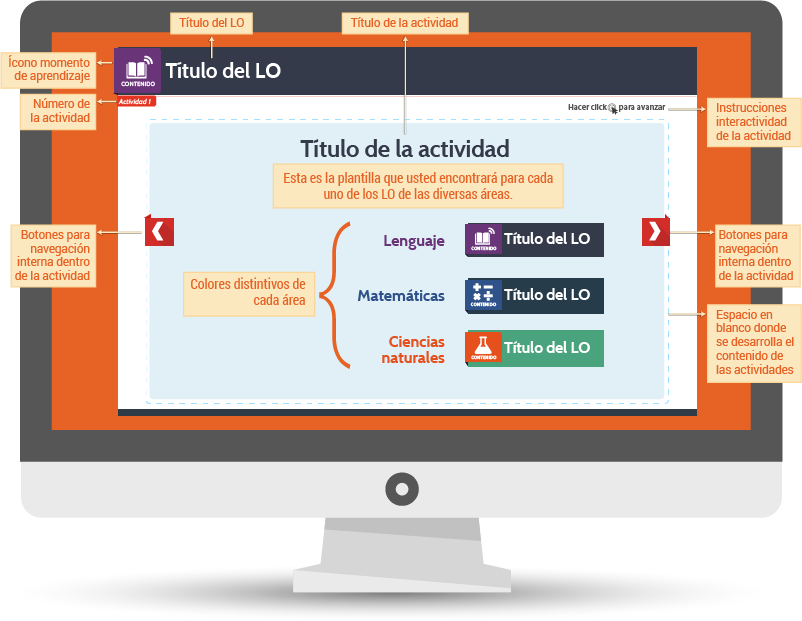 Título del LO
Título de la actividad
Ícono momento
de aprendizaje
CONTENIDO
Título del LO
Número de
la actividad
Actividad 1
Hacer click para avanzar
Instrucciones
interactividad
de la actividad
Título de la actividad
Esta es la plantilla que usted encontrará para cada
uno de los LO de las diversas áreas.
Botones para
navegación
interna dentro
de la actividad
Botones para
navegación
interna dentro
de la actividad
Colores distintivos de
cada área
Lenguaje
CONTENIDO
Título del LO
Matemáticas
CONTENIDO
Título del LO
Ciencias
naturales
CONTENIDO
Título del LO
Espacio en
blanco donde
se desarrolla el
contenido de
las actividades